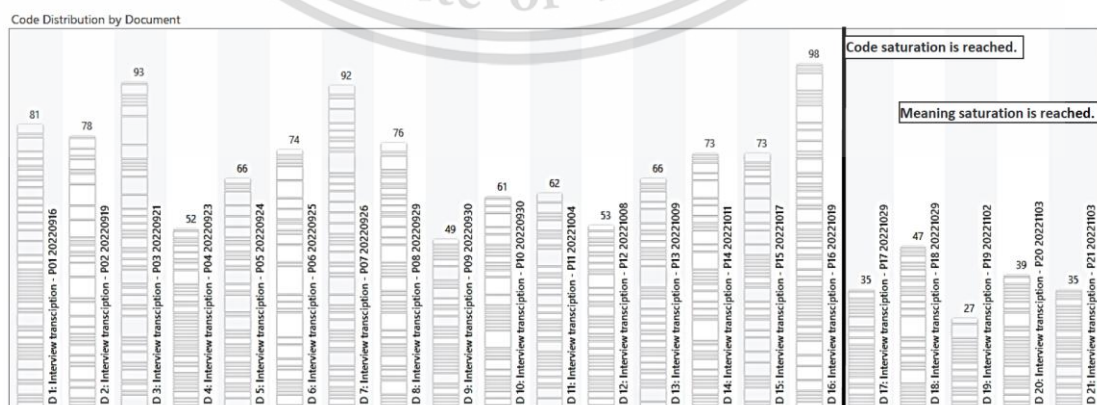 Code Distribution by Document
Code saturation is reached.
Meaning saturation is reached.
81
78
93
52
66
74
92
76
49
61
62
53
66
73
73
98
35
47
27
39
35
D 1: Interview transciption - P01 20220916
D 2: Interview transciption - P02 20220919
D 3: Interview transciption - P03 20220921
D 4: Interview transciption - P04 20220923
D 5: Interview transciption - P05 20220924
D 6: Interview transciption - P06 20220925
D 7: Interview transciption - P07 20220926
D 8: Interview transciption - P08 20220929
D 9: Interview transciption - P09 20220930
D 10: Interview transciption - P10 20220930
D 11: Interview transciption - P11 20221004
D 12: Interview transciption - P12 20221008
D 13: Interview transciption - P13 20221009
D 14: Interview transciption - P14 20221011
D 15: Interview transciption - P15 20221017
D 16: Interview transciption - P16 20221019
D 17: Interview transciption - P17 20221029
D 18: Interview transciption - P18 20221029
D 19: Interview transciption - P19 20221102
D 20: Interview transciption - P20 20221103
D 21: Interview transciption - P21 20221103